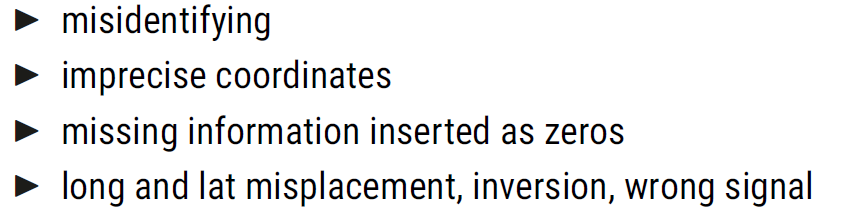 ► misidentifying
► imprecise coordinates
► missing information inserted as zeros
► long and lat misplacement, inversion, wrong signal